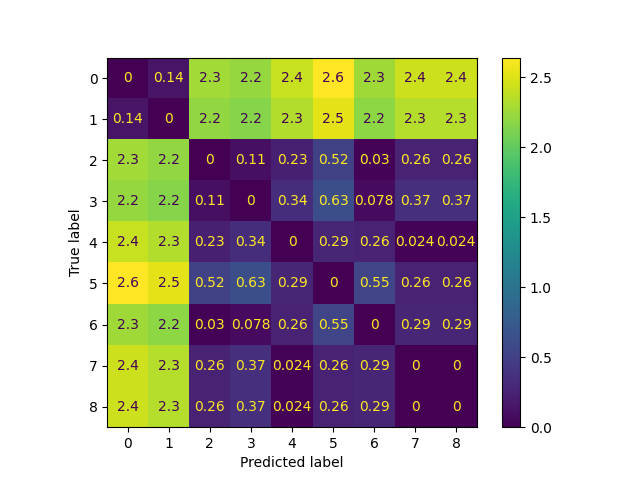 0 0 0.14 2.3 2.2 2.4 2.6 2.3 2.4 2.4
1 0.14 0 2.2 2.2 2.3 2.5 2.2 2.3 2.3
2 2.3 2.2 0 0.11 0.23 0.52 0.03 0.26 0.26
3 2.2 2.2 0.11 0 0.34 0.63 0.078 0.37 0.37
4 2.4 2.3 0.23 0.34 0 0.29 0.26 0.024 0.024
5 2.6 2.5 0.52 0.63 0.29 0 0.55 0.26 0.26
6 2.3 2.2 0.03 0.078 0.26 0.55 0 0.29 0.29
7 2.4 2.3 0.26 0.37 0.024 0.26 0.29 0 0
8 2.4 2.3 0.26 0.37 0.024 0.26 0.29 0 0
0 1 2 3 4 5 6 7 8
Predicted label
True label
2.5
2.0
1.5
1.0
0.5
0.0